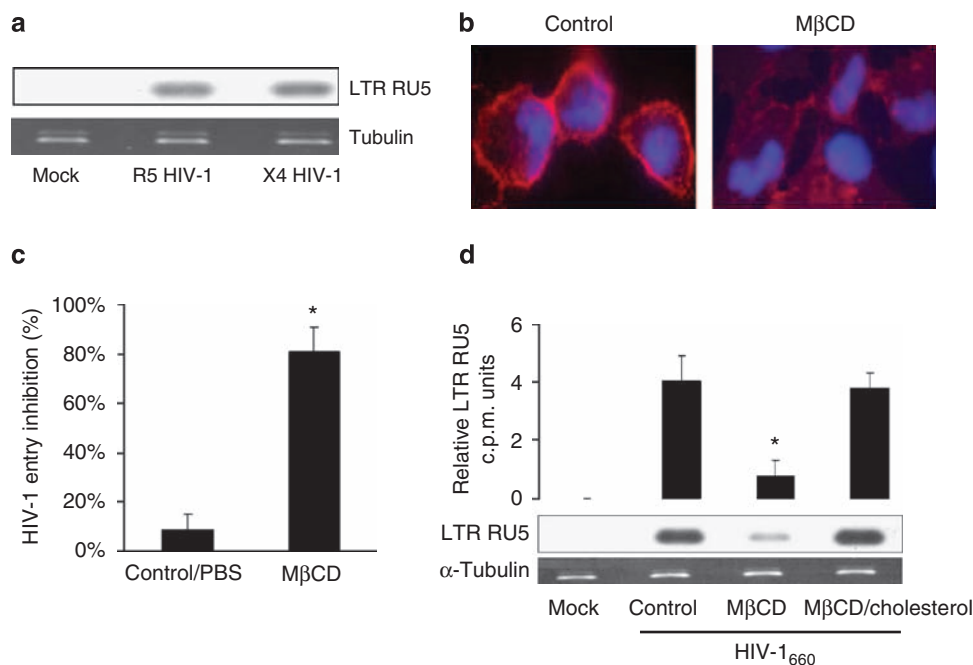 a
LTR RU5
Tubulin
Mock R5 HIV-1 X4 HIV-1
b
Control MβCD
c
HIV-1 entry inhibition (%)
100%
80%
60%
40%
20%
0%
*
Control/PBS MβCD
d
Relative LTR RU5
c.p.m. units
6
4
2
0
*
LTR RU5
α-Tubulin
Mock Control MβCD MβCD/cholesterol
HIV-1660